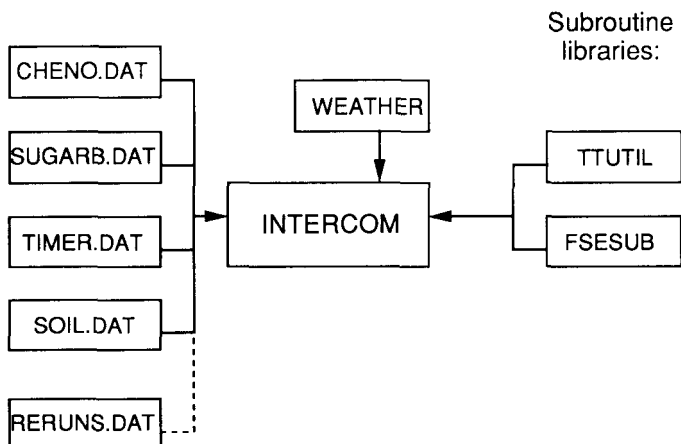 Subroutine
libraries:
CHENO.DAT
WEATHER
SUGARB.DAT
TTUTIL
INTERCOM
TIMER.DAT
FSESUB
SOIL.DAT
RERUNS.DAT